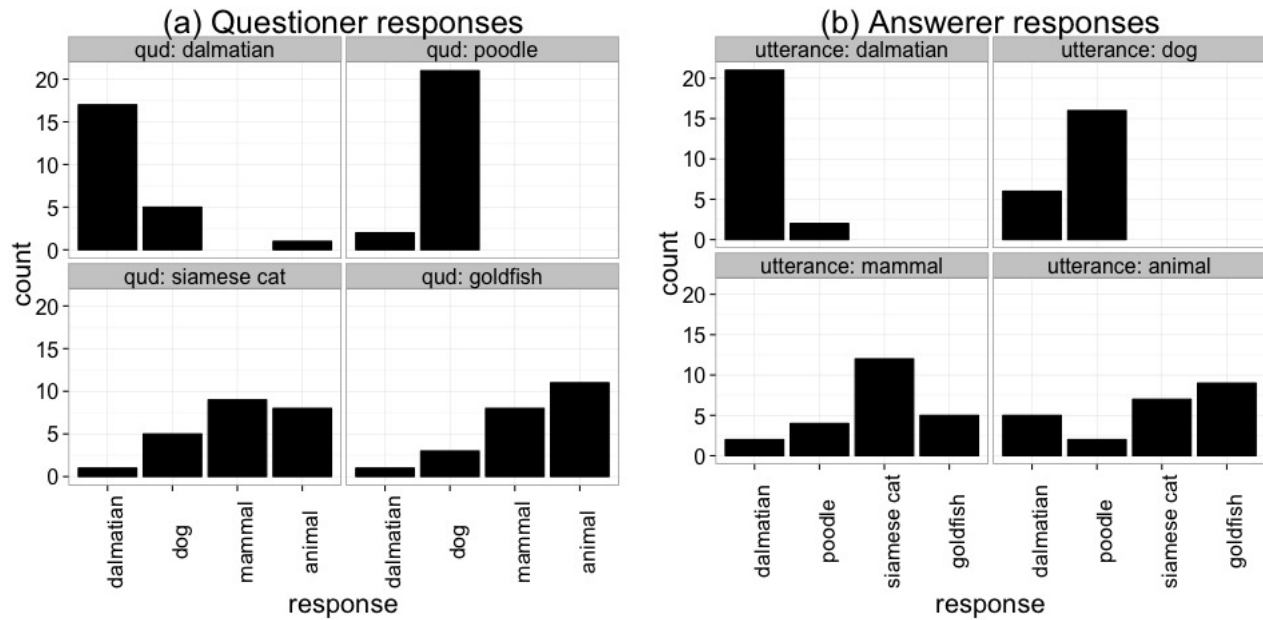 (a) Questioner responses
qud: dalmatian
qud: poodle
20
15
10
5
0
count
qud: siamese cat
qud: goldfish
20
15
10
5
0
dalmatian
dog
mammal
animal
dalmatian
dog
mammal
animal
response
(b) Answerer responses
utterance: dalmatian
utterance: dog
20
15
10
5
0
count
utterance: mammal
utterance: animal
20
15
10
5
0
dalmatian
poodle
siamese cat
goldfish
dalmatian
poodle
siamese cat
goldfish
response